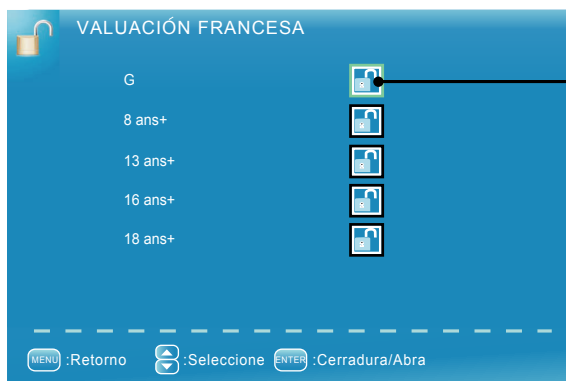 VALUACIÓN FRANCESA
G
8 ans+
13 ans+
16 ans+
18 ans+
MENU :Retorno :Seleccione ENTER :Cerradura/Abra